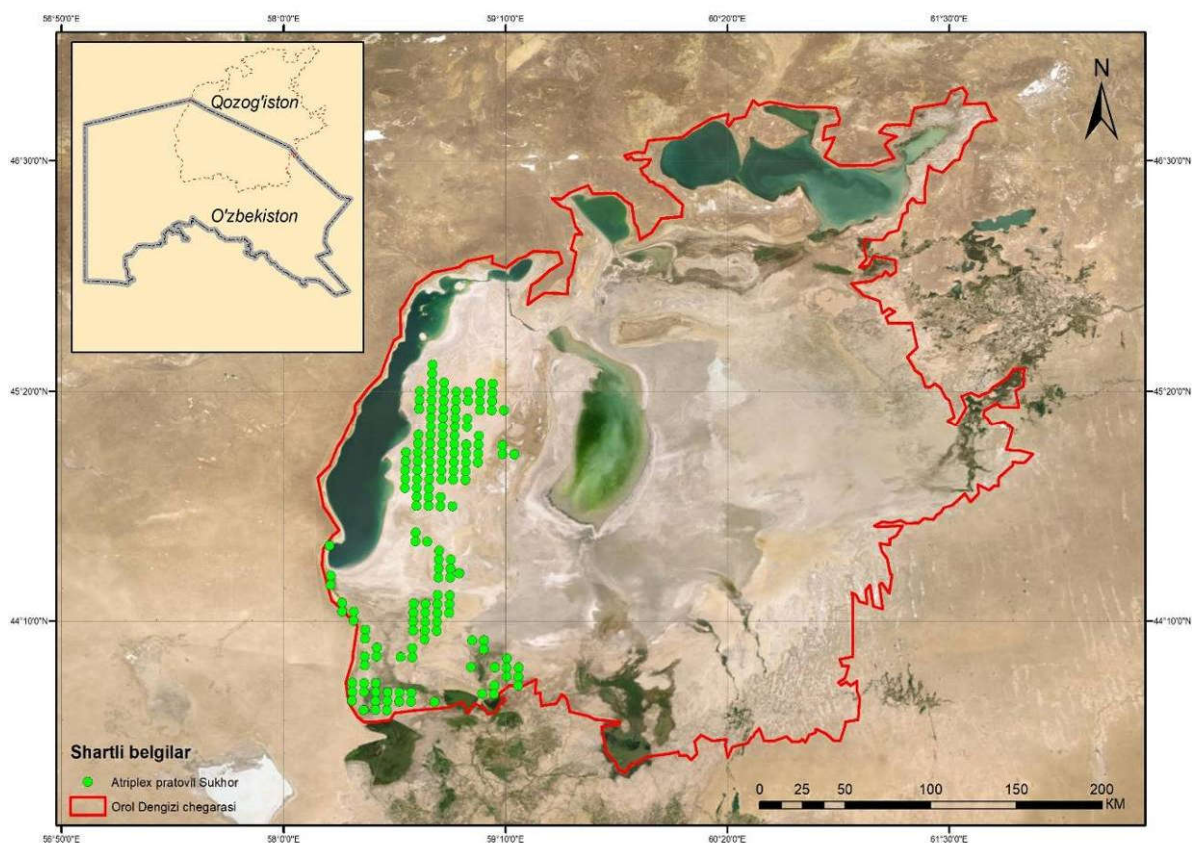 56°50'0"E
58°0'0"E
59°10'0"E
60°20'0"E
61°30'0"E
Qozog'iston
O'zbekiston
N
46°30'0"N
46°30'0"N
45°20'0"N
45°20'0"N
44°10'0"N
44°10'0"N
Shartli belgilar
Atriplex pratovii Sukhor
Orol Dengizi chegarasi
0 25 50 100 150 200
KM
56°50'0"E
58°0'0"E
59°10'0"E
60°20'0"E
61°30'0"E